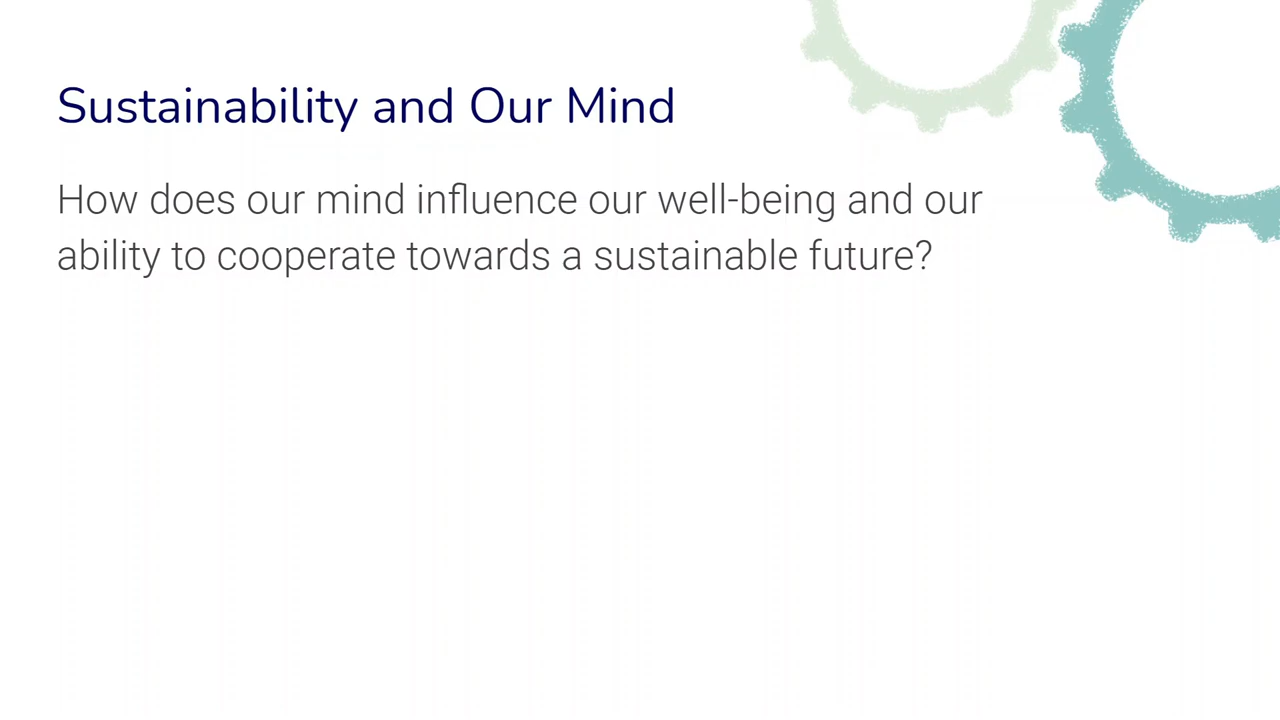 Sustainability and Our Mind
How does our mind influence our well-being and our
ability to cooperate towards a sustainable future?